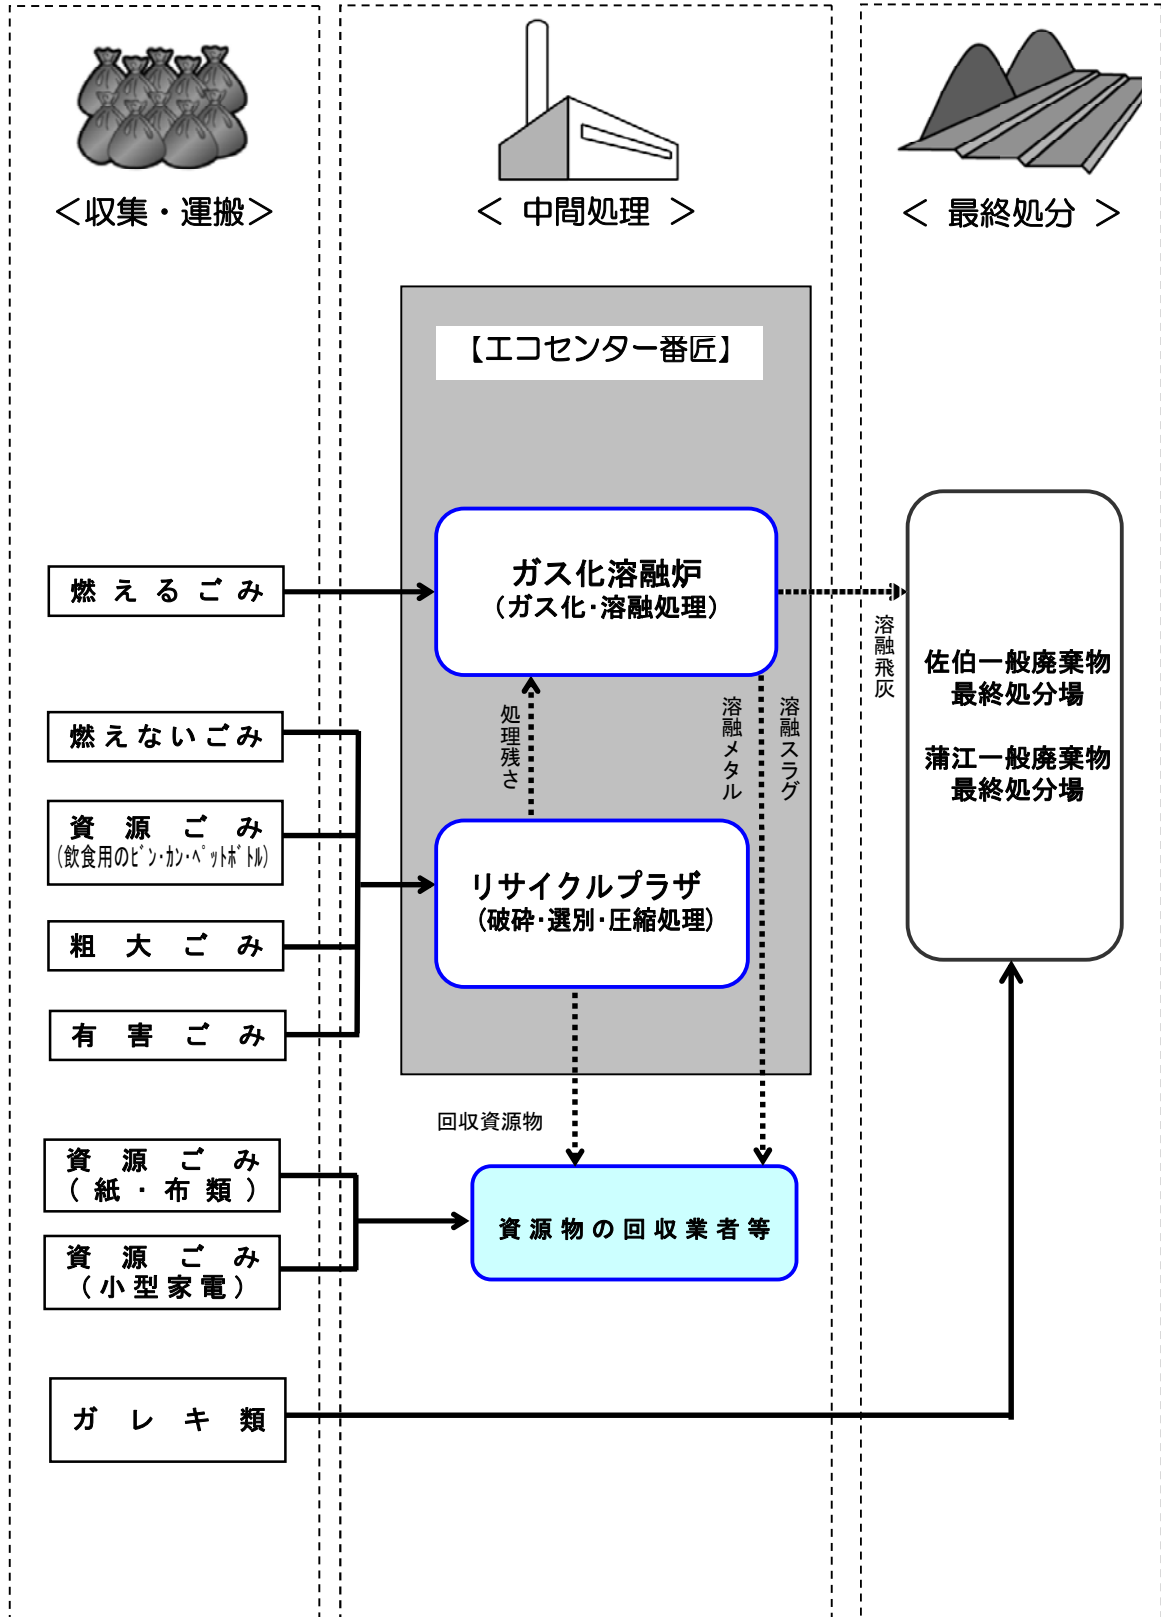 ＜収集・運搬＞
＜ 中間処理 ＞
＜ 最終処分 ＞
【エコセンター番匠】
燃えるごみ
ガス化溶融炉
（ガス化・溶融処理）
溶融飛灰
佐伯一般廃棄物
最終処分場
蒲江一般廃棄物
最終処分場
処理残さ
溶融メタル
溶融スラグ
燃えないごみ
資源ごみ
（飲食用のﾋﾞﾝ・ｶﾝ・ﾍﾟｯﾄﾎﾞﾄﾙ）
粗大ごみ
有害ごみ
リサイクルプラザ
（破砕・選別・圧縮処理）
回収資源物
資源ごみ
（紙・布類）
資源ごみ
（小型家電）
資源物の回収業者等
ガレキ類